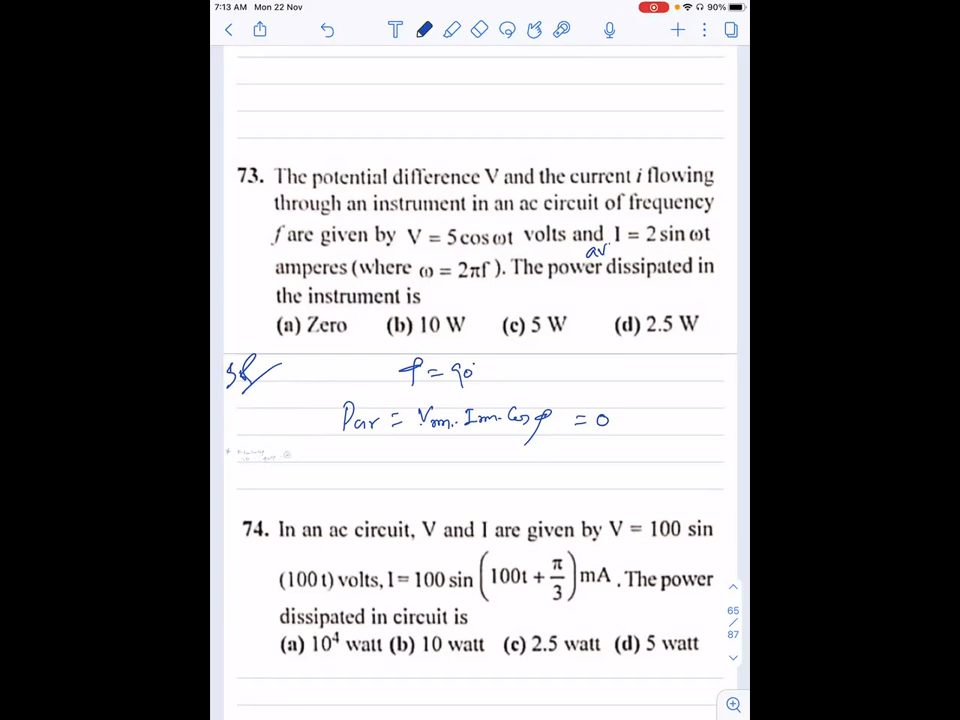 7:13 AM Mon 22 Nov 90%
73. The potential difference V and the current i flowing
through an instrument in an ac circuit of frequency
f are given by V = 5 cos ωt volts and I = 2 sin ωt
av.
amperes (where ω = 2πf). The power dissipated in
the instrument is
(a) Zero (b) 10 W (c) 5 W (d) 2.5 W
φ = 90°
Pav = Vm. Im. Cos φ = 0
74. In an ac circuit, V and I are given by V = 100 sin
(100t) volts, I = 100 sin (100t + π/3) mA. The power
dissipated in circuit is
(a) 10⁴ watt (b) 10 watt (c) 2.5 watt (d) 5 watt
65
/
87